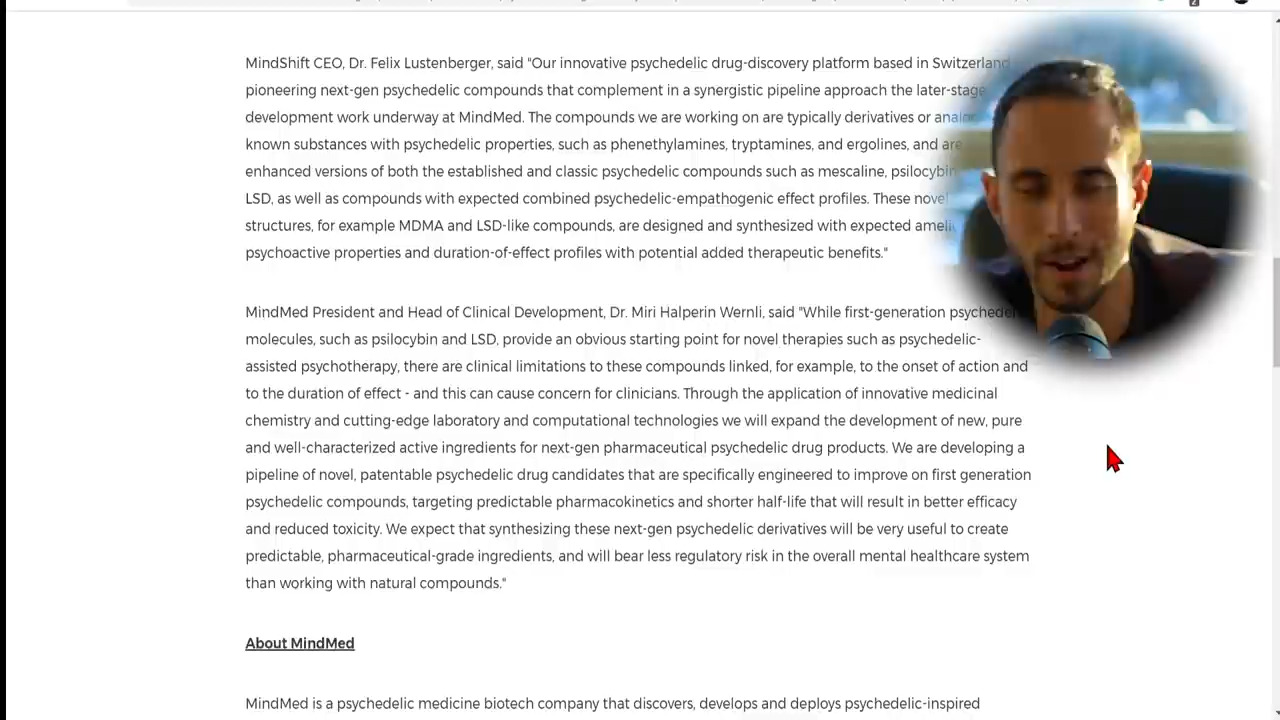 MindShift CEO, Dr. Felix Lustenberger, said "Our innovative psychedelic drug-discovery platform based in Switzerland
pioneering next-gen psychedelic compounds that complement in a synergistic pipeline approach the later-stage
development work underway at MindMed. The compounds we are working on are typically derivatives or
known substances with psychedelic properties, such as phenethylamines, tryptamines, and ergolines, and are
enhanced versions of both the established and classic psychedelic compounds such as mescaline, psilocybin
LSD, as well as compounds with expected combined psychedelic-empathogenic effect profiles. These novel
structures, for example MDMA and LSD-like compounds, are designed and synthesized with expected
psychoactive properties and duration-of-effect profiles with potential added therapeutic benefits."
MindMed President and Head of Clinical Development, Dr. Miri Halperin Wernli, said "While first-generation psychedelic
molecules, such as psilocybin and LSD, provide an obvious starting point for novel therapies such as psychedelic-
assisted psychotherapy, there are clinical limitations to these compounds linked, for example, to the onset of action and
to the duration of effect - and this can cause concern for clinicians. Through the application of innovative medicinal
chemistry and cutting-edge laboratory and computational technologies we will expand the development of new, pure
and well-characterized active ingredients for next-gen pharmaceutical psychedelic drug products. We are developing a
pipeline of novel, patentable psychedelic drug candidates that are specifically engineered to improve on first generation
psychedelic compounds, targeting predictable pharmacokinetics and shorter half-life that will result in better efficacy
and reduced toxicity. We expect that synthesizing these next-gen psychedelic derivatives will be very useful to create
predictable, pharmaceutical-grade ingredients, and will bear less regulatory risk in the overall mental healthcare system
than working with natural compounds."
About MindMed
MindMed is a psychedelic medicine biotech company that discovers, develops and deploys psychedelic-inspired